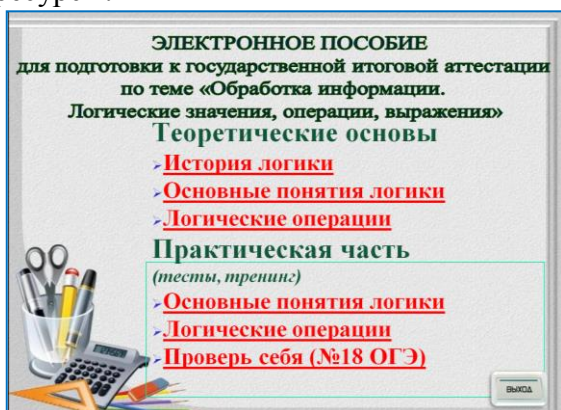 ЭЛЕКТРОННОЕ ПОСОБИЕ
для подготовки к государственной итоговой аттестации
по теме «Обработка информации.
Логические значения, операции, выражения»
Теоретические основы
История логики
Основные понятия логики
Логические операции
Практическая часть
(тесты, тренинг)
Основные понятия логики
Логические операции
Проверь себя (№18 ОГЭ)
ВЫХОД